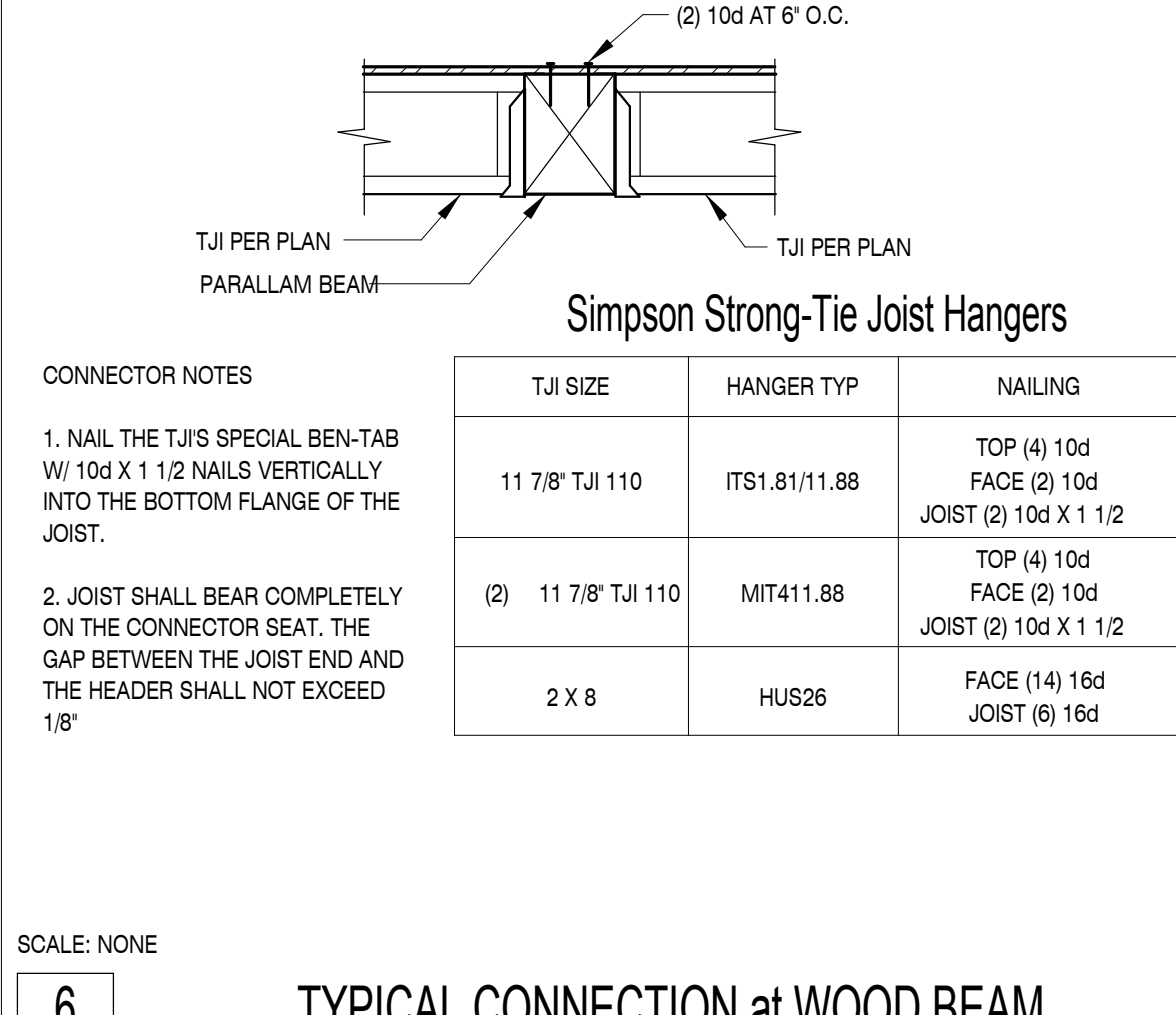 (2) 10d AT 6" O.C.
TJI PER PLAN
TJI PER PLAN
PARALLAM BEAM
Simpson Strong-Tie Joist Hangers
CONNECTOR NOTES
1. NAIL THE TJI'S SPECIAL BEN-TAB
W/ 10d X 1 1/2 NAILS VERTICALLY
INTO THE BOTTOM FLANGE OF THE
JOIST.
2. JOIST SHALL BEAR COMPLETELY
ON THE CONNECTOR SEAT. THE
GAP BETWEEN THE JOIST END AND
THE HEADER SHALL NOT EXCEED
1/8"
TJI SIZE HANGER TYP NAILING
11 7/8" TJI 110 ITS1.81/11.88 TOP (4) 10d
FACE (2) 10d
JOIST (2) 10d X 1 1/2
(2) 11 7/8" TJI 110 MIT411.88 TOP (4) 10d
FACE (2) 10d
JOIST (2) 10d X 1 1/2
2 X 8 HUS26 FACE (14) 16d
JOIST (6) 16d
SCALE: NONE
6 TYPICAL CONNECTION at WOOD BEAM